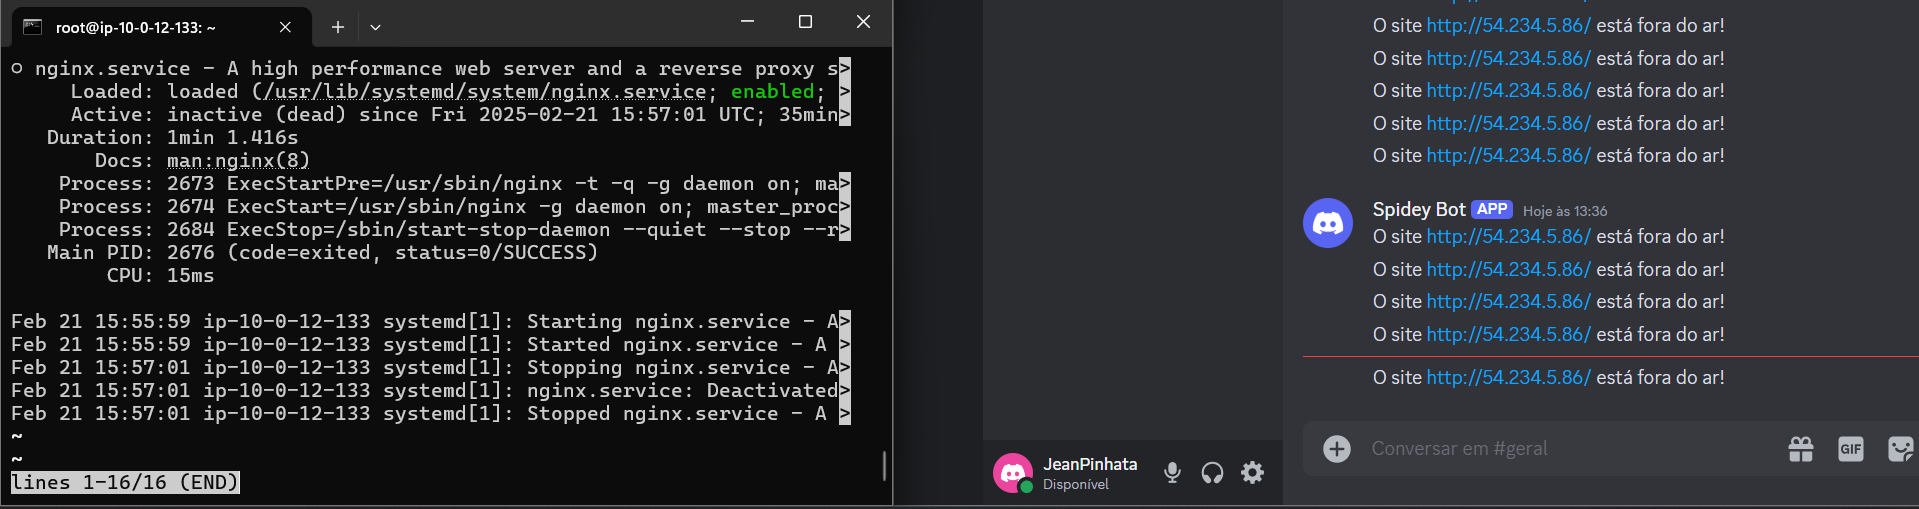 root@ip-10-0-12-133: ~
○ nginx.service - A high performance web server and a reverse proxy s>
Loaded: loaded (/usr/lib/systemd/system/nginx.service; enabled; >
Active: inactive (dead) since Fri 2025-02-21 15:57:01 UTC; 35min>
Duration: 1min 1.416s
Docs: man:nginx(8)
Process: 2673 ExecStartPre=/usr/sbin/nginx -t -q -g daemon on; ma>
Process: 2674 ExecStart=/usr/sbin/nginx -g daemon on; master_proc>
Process: 2684 ExecStop=/sbin/start-stop-daemon --quiet --stop --r>
Main PID: 2676 (code=exited, status=0/SUCCESS)
CPU: 15ms
Feb 21 15:55:59 ip-10-0-12-133 systemd[1]: Starting nginx.service - A>
Feb 21 15:55:59 ip-10-0-12-133 systemd[1]: Started nginx.service - A >
Feb 21 15:57:01 ip-10-0-12-133 systemd[1]: Stopping nginx.service - A>
Feb 21 15:57:01 ip-10-0-12-133 systemd[1]: nginx.service: Deactivated>
Feb 21 15:57:01 ip-10-0-12-133 systemd[1]: Stopped nginx.service - A >
~
~
lines 1-16/16 (END)
JeanPinhata
Disponível
O site http://54.234.5.86/ está fora do ar!
O site http://54.234.5.86/ está fora do ar!
O site http://54.234.5.86/ está fora do ar!
O site http://54.234.5.86/ está fora do ar!
O site http://54.234.5.86/ está fora do ar!
Spidey Bot APP Hoje às 13:36
O site http://54.234.5.86/ está fora do ar!
O site http://54.234.5.86/ está fora do ar!
O site http://54.234.5.86/ está fora do ar!
O site http://54.234.5.86/ está fora do ar!
O site http://54.234.5.86/ está fora do ar!
Conversar em #geral
GIF